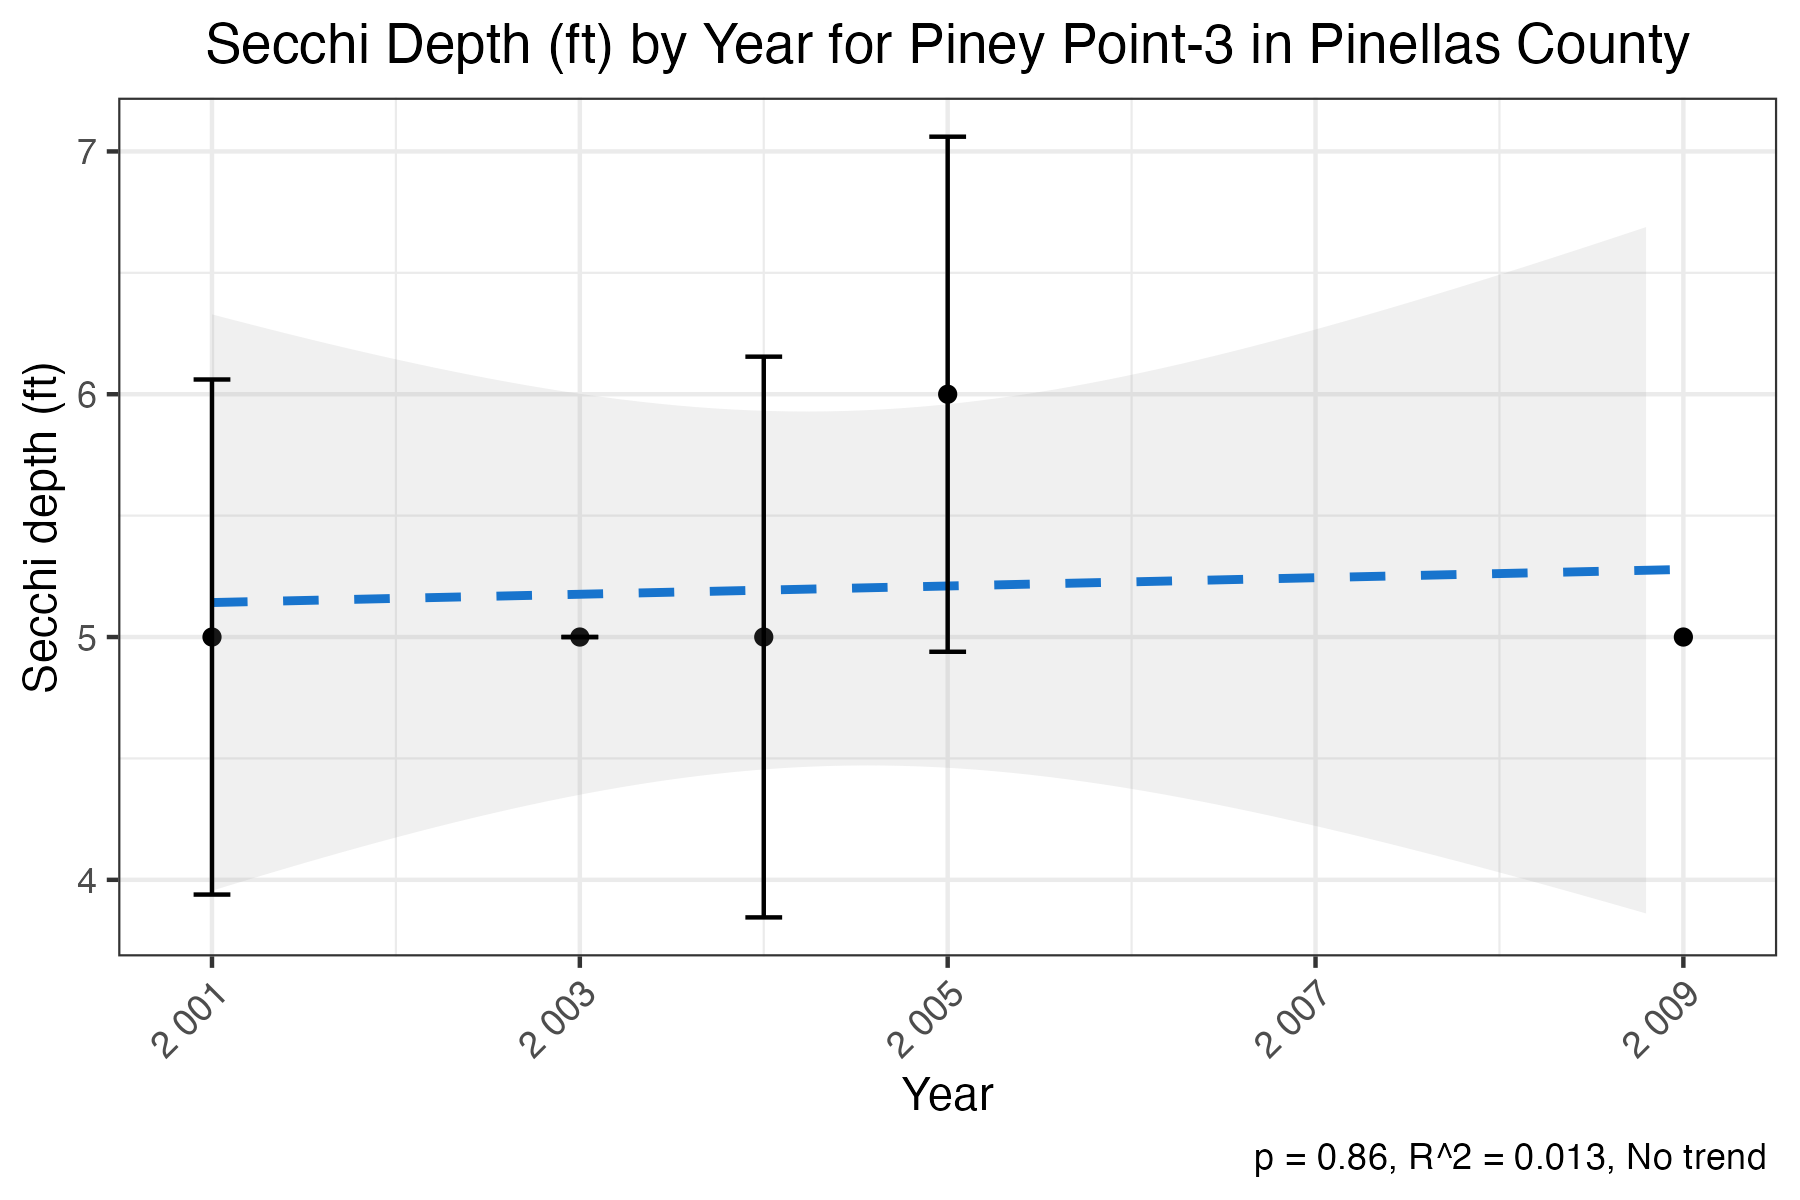 Secchi Depth (ft) by Year for Piney Point-3 in Pinellas County
7
6
5
4
Secchi depth (ft)
2 001
2 003
2 005
2 007
2 009
Year
p = 0.86, R^2 = 0.013, No trend